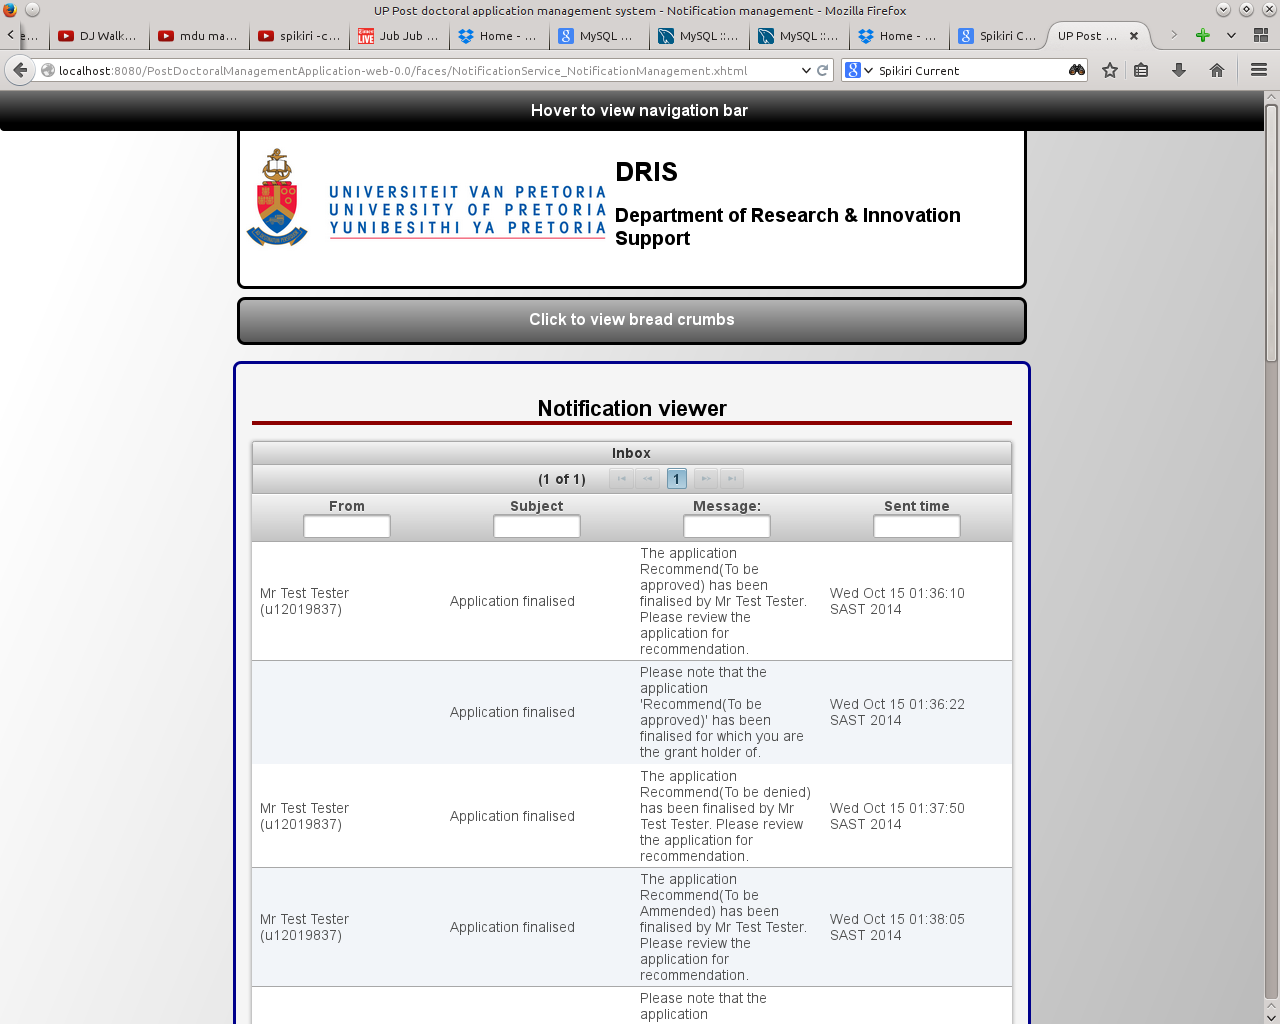 UP Post doctoral application management system - Notification management - Mozilla Firefox
DJ Walk...
mdu ma...
spikiri -c...
Jub Jub ...
Home - ...
MySQL ...
MySQL ::...
MySQL ::...
Home - ...
Spikiri C...
UP Post ...
localhost:8080/PostDoctoralManagementApplication-web-0.0/faces/NotificationService_NotificationManagement.xhtml
Spikiri Current
Hover to view navigation bar
UNIVERSITEIT VAN PRETORIA
UNIVERSITY OF PRETORIA
YUNIBESITHI YA PRETORIA
DRIS
Department of Research & Innovation
Support
Click to view bread crumbs
Notification viewer
Inbox
(1 of 1) 1
From Subject Message: Sent time
Mr Test Tester
(u12019837)
Application finalised
The application
Recommend(To be
approved) has been
finalised by Mr Test Tester.
Please review the
application for
recommendation.
Wed Oct 15 01:36:10
SAST 2014
Application finalised
Please note that the
application
'Recommend(To be
approved)' has been
finalised for which you are
the grant holder of.
Wed Oct 15 01:36:22
SAST 2014
Mr Test Tester
(u12019837)
Application finalised
The application
Recommend(To be denied)
has been finalised by Mr
Test Tester. Please review
the application for
recommendation.
Wed Oct 15 01:37:50
SAST 2014
Mr Test Tester
(u12019837)
Application finalised
The application
Recommend(To be
Ammended) has been
finalised by Mr Test Tester.
Please review the
application for
recommendation.
Wed Oct 15 01:38:05
SAST 2014
Please note that the
application